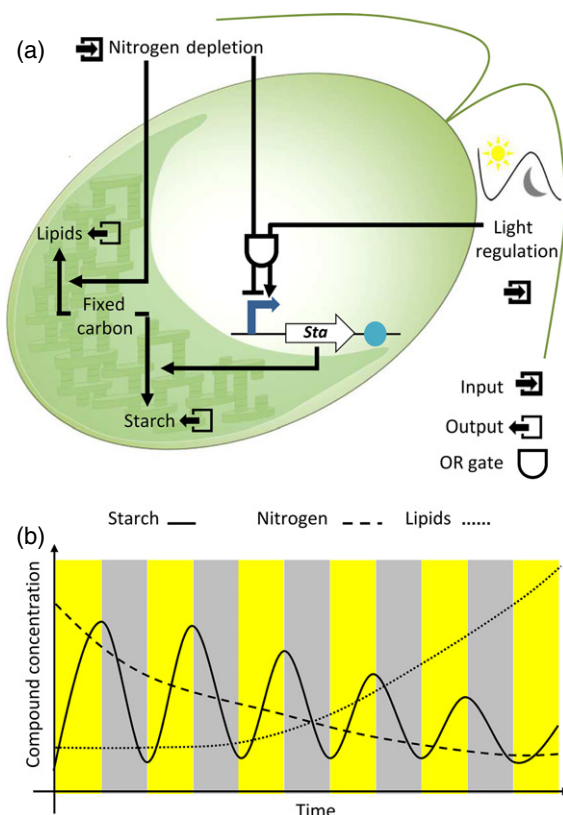 (a)
Nitrogen depletion
Lipids
Light
regulation
Fixed
carbon
Sta
Starch
Input
Output
OR gate
Starch Nitrogen Lipids
(b)
Compound concentration
Time